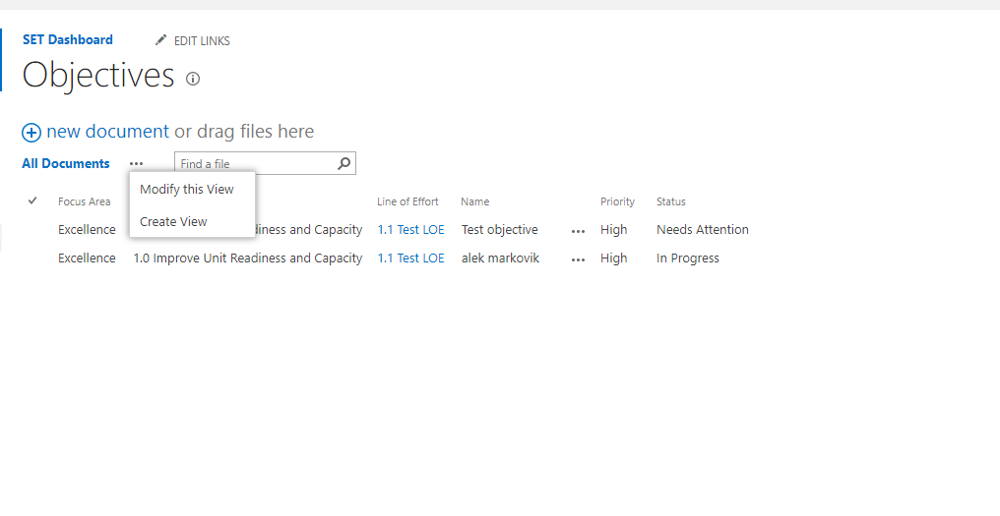 SET Dashboard EDIT LINKS
Objectives
new document or drag files here
All Documents ... Find a file
Modify this View
Create View
Focus Area Line of Effort Name Priority Status
Excellence diness and Capacity 1.1 Test LOE Test objective ... High Needs Attention
Excellence 1.0 Improve Unit Readiness and Capacity 1.1 Test LOE alek markovik ... High In Progress